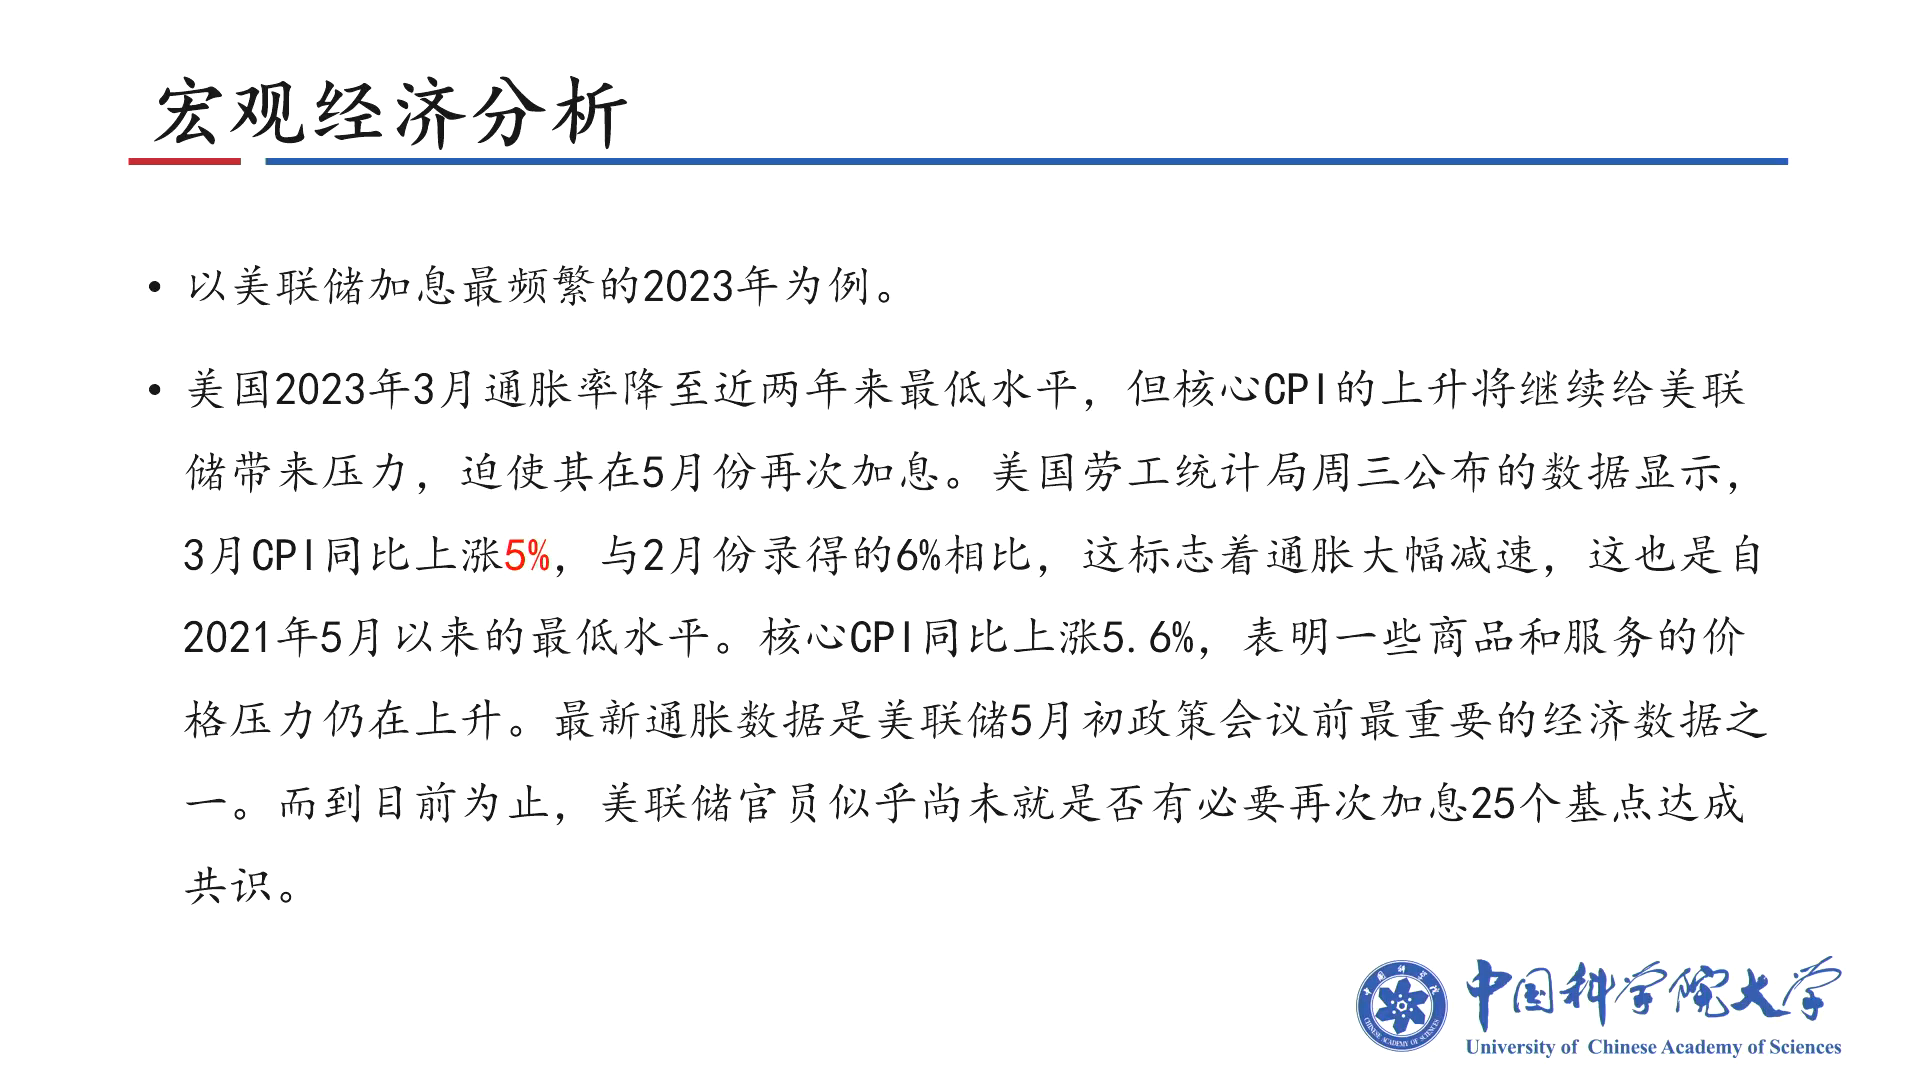 宏观经济分析
• 以美联储加息最频繁的2023年为例。
• 美国2023年3月通胀率降至近两年来最低水平，但核心CPI的上升将继续给美联
储带来压力，迫使其在5月份再次加息。美国劳工统计局周三公布的数据显示，
3月CPI同比上涨5%，与2月份录得的6%相比，这标志着通胀大幅减速，这也是自
2021年5月以来的最低水平。核心CPI同比上涨5.6%，表明一些商品和服务的价
格压力仍在上升。最新通胀数据是美联储5月初政策会议前最重要的经济数据之
一。而到目前为止，美联储官员似乎尚未就是否有必要再次加息25个基点达成
共识。
中国科学院
CHINESE ACADEMY OF SCIENCES
中国科学院大学
University of Chinese Academy of Sciences